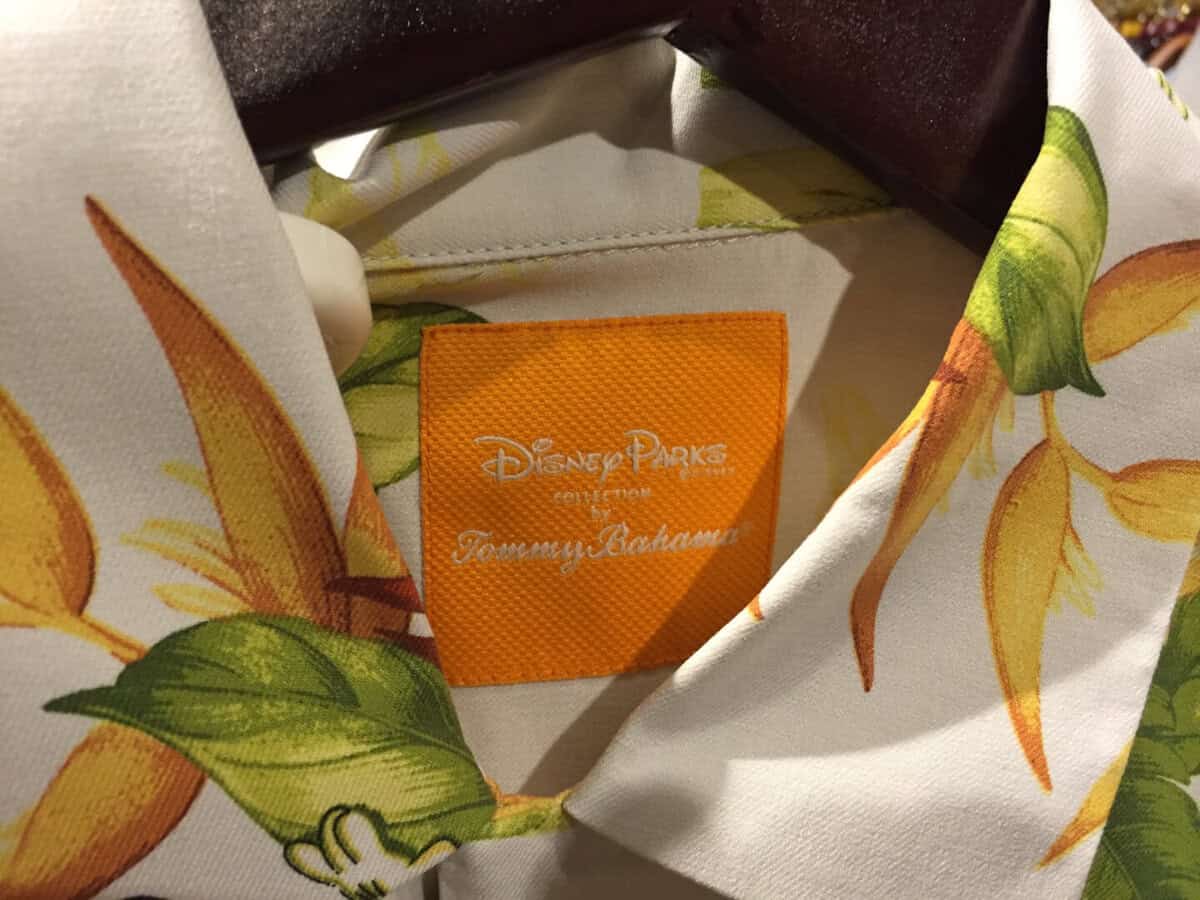 Disney Parks
COLLECTION
by
Tommy Bahama®